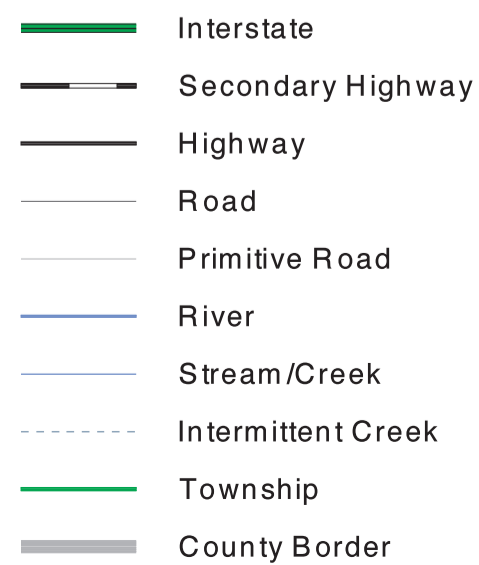 Interstate
Secondary Highway
Highway
Road
Primitive Road
River
Stream/Creek
Intermittent Creek
Township
County Border